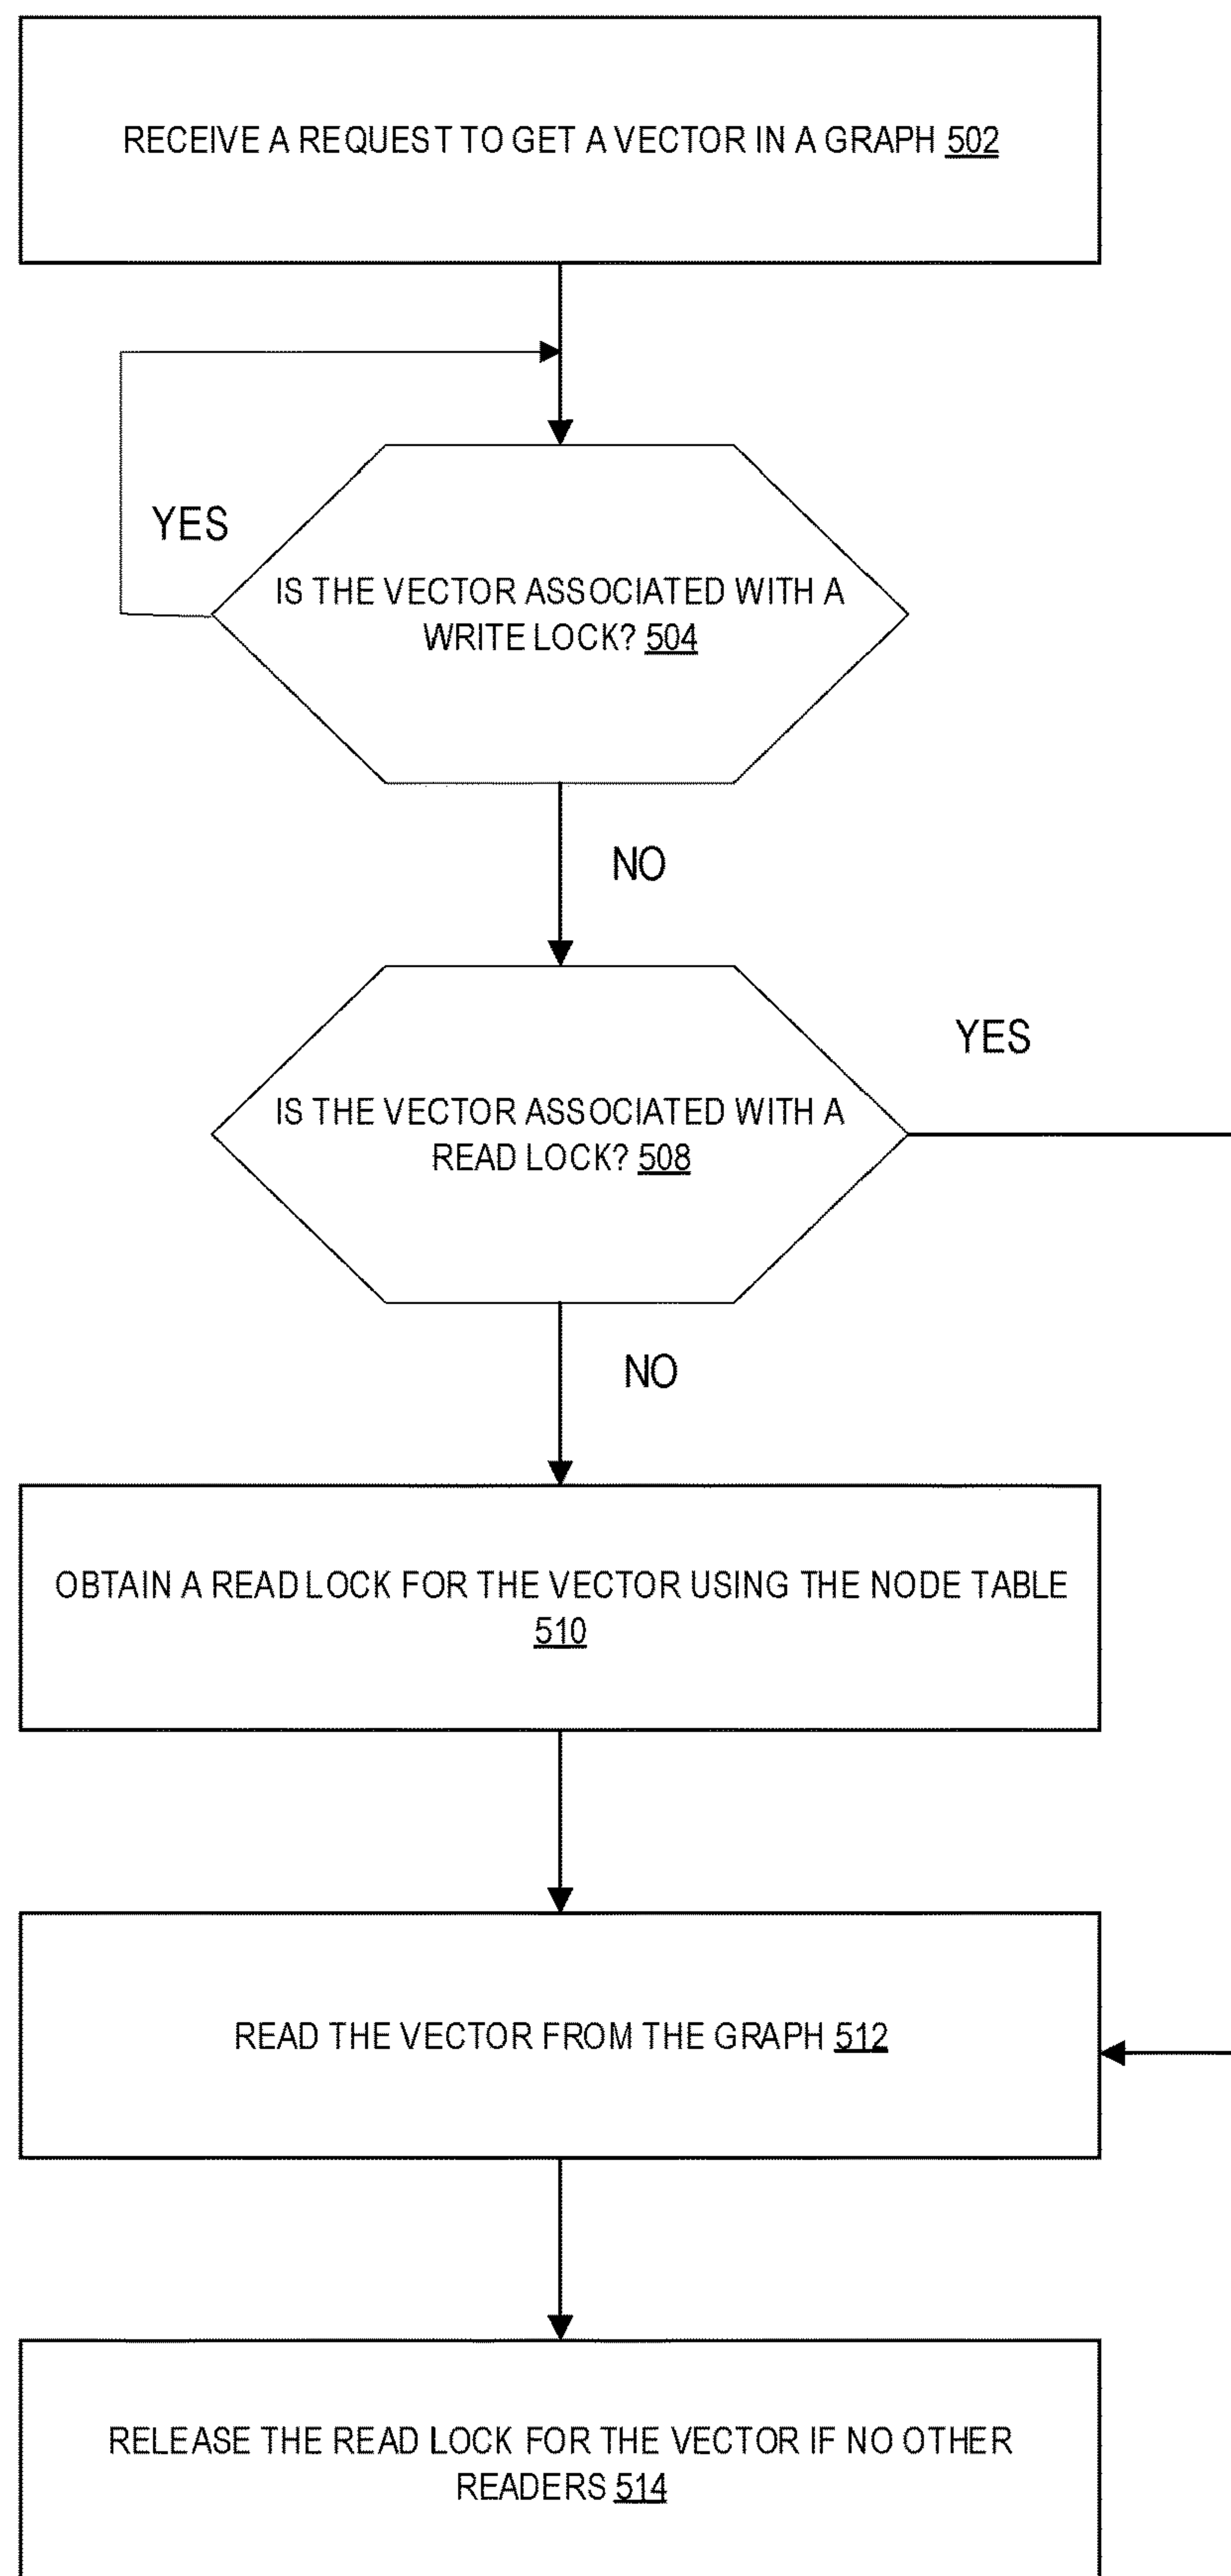 RECEIVE A REQUEST TO GET A VECTOR IN A GRAPH 502
YES
IS THE VECTOR ASSOCIATED WITH A
WRITE LOCK? 504
NO
YES
IS THE VECTOR ASSOCIATED WITH A
READ LOCK? 508
NO
OBTAIN A READ LOCK FOR THE VECTOR USING THE NODE TABLE
510
READ THE VECTOR FROM THE GRAPH 512
RELEASE THE READ LOCK FOR THE VECTOR IF NO OTHER
READERS 514